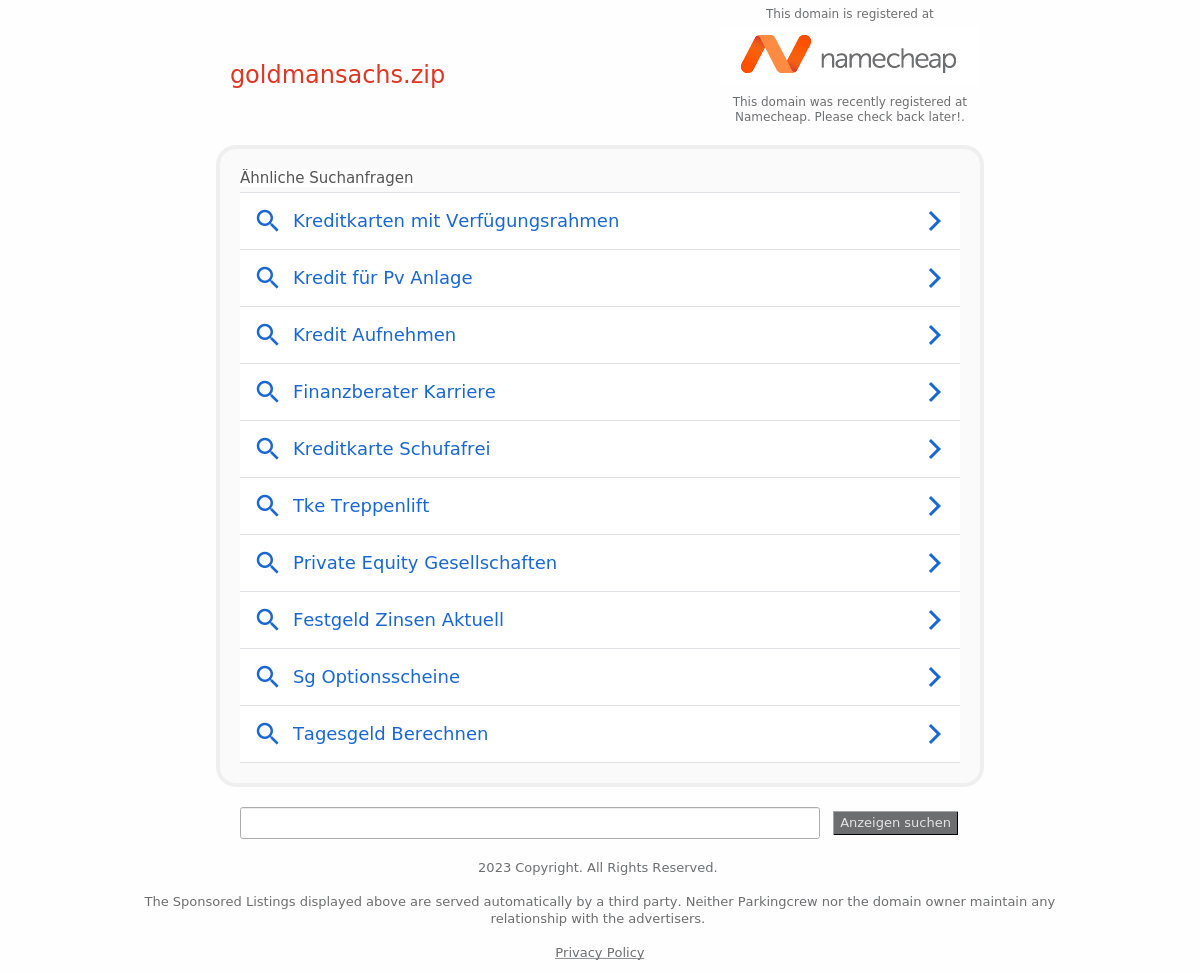 This domain is registered at
namecheap
goldmansachs.zip
This domain was recently registered at
Namecheap. Please check back later!.
Ähnliche Suchanfragen
Kreditkarten mit Verfügungsrahmen
Kredit für Pv Anlage
Kredit Aufnehmen
Finanzberater Karriere
Kreditkarte Schufafrei
Tke Treppenlift
Private Equity Gesellschaften
Festgeld Zinsen Aktuell
Sg Optionsscheine
Tagesgeld Berechnen
Anzeigen suchen
2023 Copyright. All Rights Reserved.
The Sponsored Listings displayed above are served automatically by a third party. Neither Parkingcrew nor the domain owner maintain any
relationship with the advertisers.
Privacy Policy